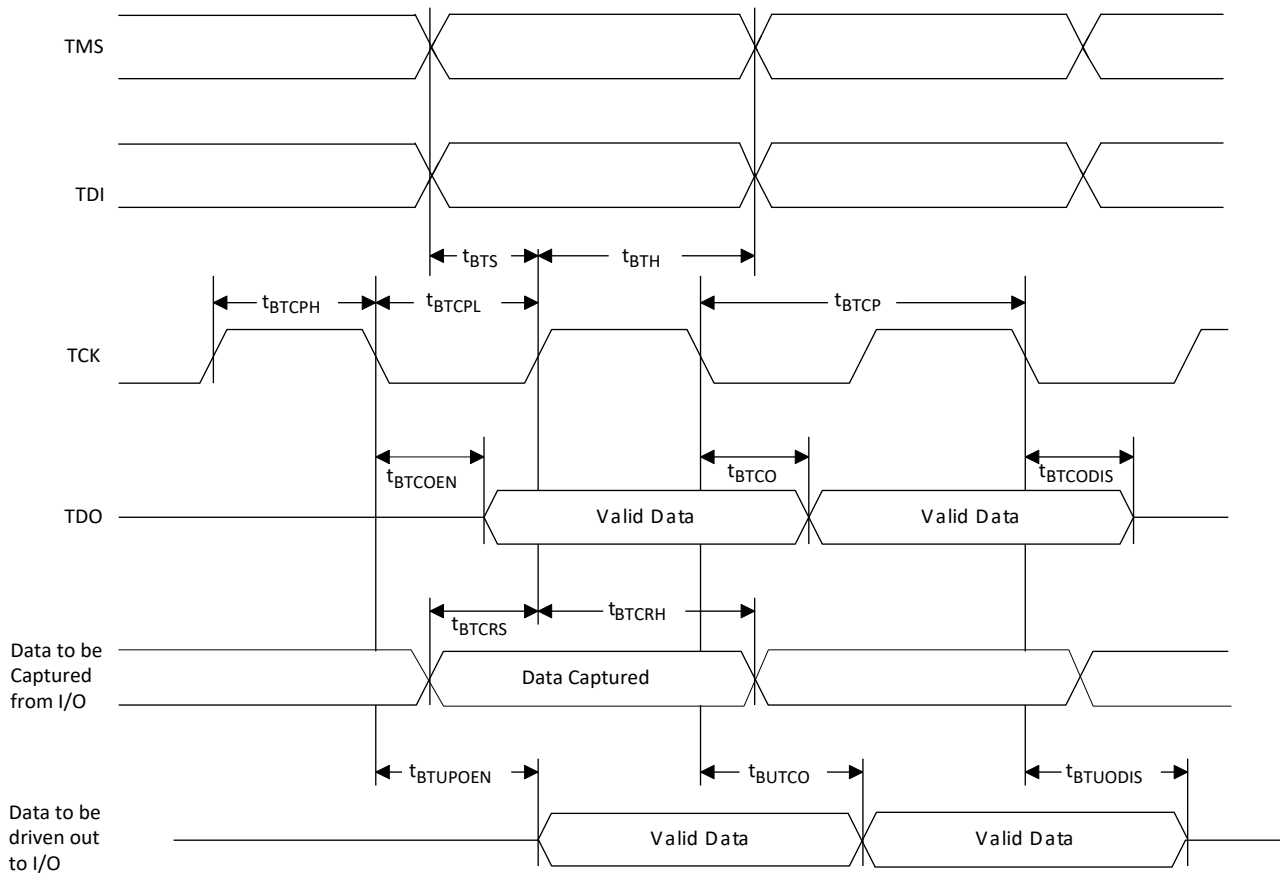 TMS
TDI
tBTS
tBTH
tBTCPH
tBTCPL
tBTCP
TCK
tBTCOEN
tBTCO
tBTCODIS
TDO
Valid Data
Valid Data
tBTCRS
tBTCRH
Data to be
Captured
from I/O
Data Captured
tBTUPOEN
tBUTCO
tBTUODIS
Data to be
driven out
to I/O
Valid Data
Valid Data